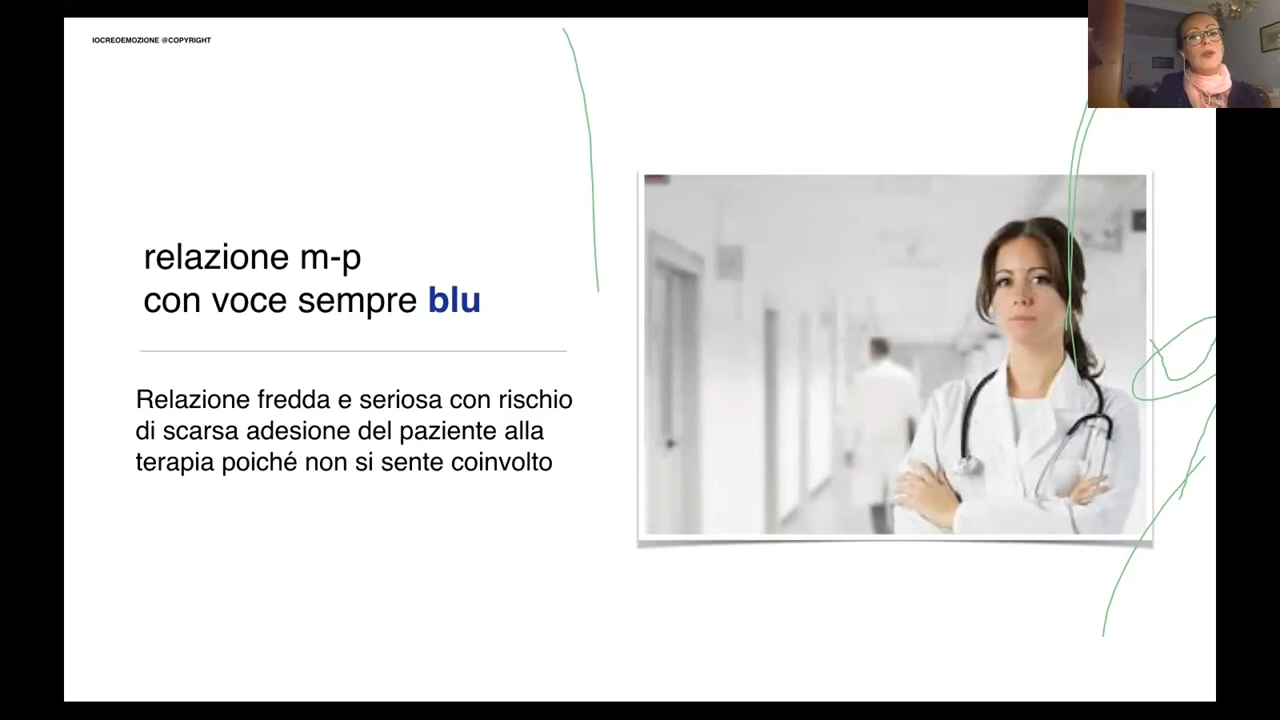 IOCREOEMOZIONE @COPYRIGHT
relazione m-p
con voce sempre blu
Relazione fredda e seriosa con rischio
di scarsa adesione del paziente alla
terapia poiché non si sente coinvolto